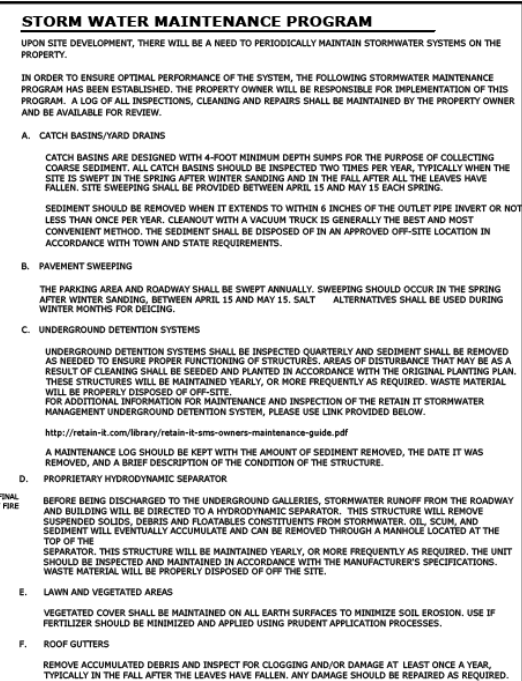 STORM WATER MAINTENANCE PROGRAM
UPON SITE DEVELOPMENT, THERE WILL BE A NEED TO PERIODICALLY MAINTAIN STORMWATER SYSTEMS ON THE
PROPERTY.
IN ORDER TO ENSURE OPTIMAL PERFORMANCE OF THE SYSTEM, THE FOLLOWING STORMWATER MAINTENANCE
PROGRAM HAS BEEN ESTABLISHED. THE PROPERTY OWNER WILL BE RESPONSIBLE FOR IMPLEMENTATION OF THIS
PROGRAM. A LOG OF ALL INSPECTIONS, CLEANING AND REPAIRS SHALL BE MAINTAINED BY THE PROPERTY OWNER
AND BE AVAILABLE FOR REVIEW.
A. CATCH BASINS/YARD DRAINS
CATCH BASINS ARE DESIGNED WITH 4-FOOT MINIMUM DEPTH SUMPS FOR THE PURPOSE OF COLLECTING
COARSE SEDIMENT. ALL CATCH BASINS SHOULD BE INSPECTED TWO TIMES PER YEAR, TYPICALLY WHEN THE
SITE IS SWEPT IN THE SPRING AFTER WINTER SANDING AND IN THE FALL AFTER ALL THE LEAVES HAVE
FALLEN. SITE SWEEPING SHALL BE PROVIDED BETWEEN APRIL 15 AND MAY 15 EACH SPRING.
SEDIMENT SHOULD BE REMOVED WHEN IT EXTENDS TO WITHIN 6 INCHES OF THE OUTLET PIPE INVERT OR NOT
LESS THAN ONCE PER YEAR. CLEANOUT WITH A VACUUM TRUCK IS GENERALLY THE BEST AND MOST
CONVENIENT METHOD. THE SEDIMENT SHALL BE DISPOSED OF IN AN APPROVED OFF-SITE LOCATION IN
ACCORDANCE WITH TOWN AND STATE REQUIREMENTS.
B. PAVEMENT SWEEPING
THE PARKING AREA AND ROADWAY SHALL BE SWEPT ANNUALLY. SWEEPING SHOULD OCCUR IN THE SPRING
AFTER WINTER SANDING, BETWEEN APRIL 15 AND MAY 15. SALT ALTERNATIVES SHALL BE USED DURING
WINTER MONTHS FOR DEICING.
C. UNDERGROUND DETENTION SYSTEMS
UNDERGROUND DETENTION SYSTEMS SHALL BE INSPECTED QUARTERLY AND SEDIMENT SHALL BE REMOVED
AS NEEDED TO ENSURE PROPER FUNCTIONING OF STRUCTURES. AREAS OF DISTURBANCE THAT MAY BE AS A
RESULT OF CLEANING SHALL BE SEEDED AND PLANTED IN ACCORDANCE WITH THE ORIGINAL PLANTING PLAN.
THESE STRUCTURES WILL BE MAINTAINED YEARLY, OR MORE FREQUENTLY AS REQUIRED. WASTE MATERIAL
WILL BE PROPERLY DISPOSED OF OFF-SITE.
FOR ADDITIONAL INFORMATION FOR MAINTENANCE AND INSPECTION OF THE RETAIN IT STORMWATER
MANAGEMENT UNDERGROUND DETENTION SYSTEM, PLEASE USE LINK PROVIDED BELOW.
http://retain-it.com/library/retain-it-sms-owners-maintenance-guide.pdf
A MAINTENANCE LOG SHOULD BE KEPT WITH THE AMOUNT OF SEDIMENT REMOVED, THE DATE IT WAS
REMOVED, AND A BRIEF DESCRIPTION OF THE CONDITION OF THE STRUCTURE.
D. PROPRIETARY HYDRODYNAMIC SEPARATOR
FINAL
FIRE
BEFORE BEING DISCHARGED TO THE UNDERGROUND GALLERIES, STORMWATER RUNOFF FROM THE ROADWAY
AND BUILDING WILL BE DIRECTED TO A HYDRODYNAMIC SEPARATOR. THIS STRUCTURE WILL REMOVE
SUSPENDED SOLIDS, DEBRIS AND FLOATABLES CONSTITUENTS FROM STORMWATER. OIL, SCUM, AND
SEDIMENT WILL EVENTUALLY ACCUMULATE AND CAN BE REMOVED THROUGH A MANHOLE LOCATED AT THE
TOP OF THE
SEPARATOR. THIS STRUCTURE WILL BE MAINTAINED YEARLY, OR MORE FREQUENTLY AS REQUIRED. THE UNIT
SHOULD BE INSPECTED AND MAINTAINED IN ACCORDANCE WITH THE MANUFACTURER'S SPECIFICATIONS.
WASTE MATERIAL WILL BE PROPERLY DISPOSED OF OFF THE SITE.
E. LAWN AND VEGETATED AREAS
VEGETATED COVER SHALL BE MAINTAINED ON ALL EARTH SURFACES TO MINIMIZE SOIL EROSION. USE IF
FERTILIZER SHOULD BE MINIMIZED AND APPLIED USING PRUDENT APPLICATION PROCESSES.
F. ROOF GUTTERS
REMOVE ACCUMULATED DEBRIS AND INSPECT FOR CLOGGING AND/OR DAMAGE AT LEAST ONCE A YEAR,
TYPICALLY IN THE FALL AFTER THE LEAVES HAVE FALLEN. ANY DAMAGE SHOULD BE REPAIRED AS REQUIRED.